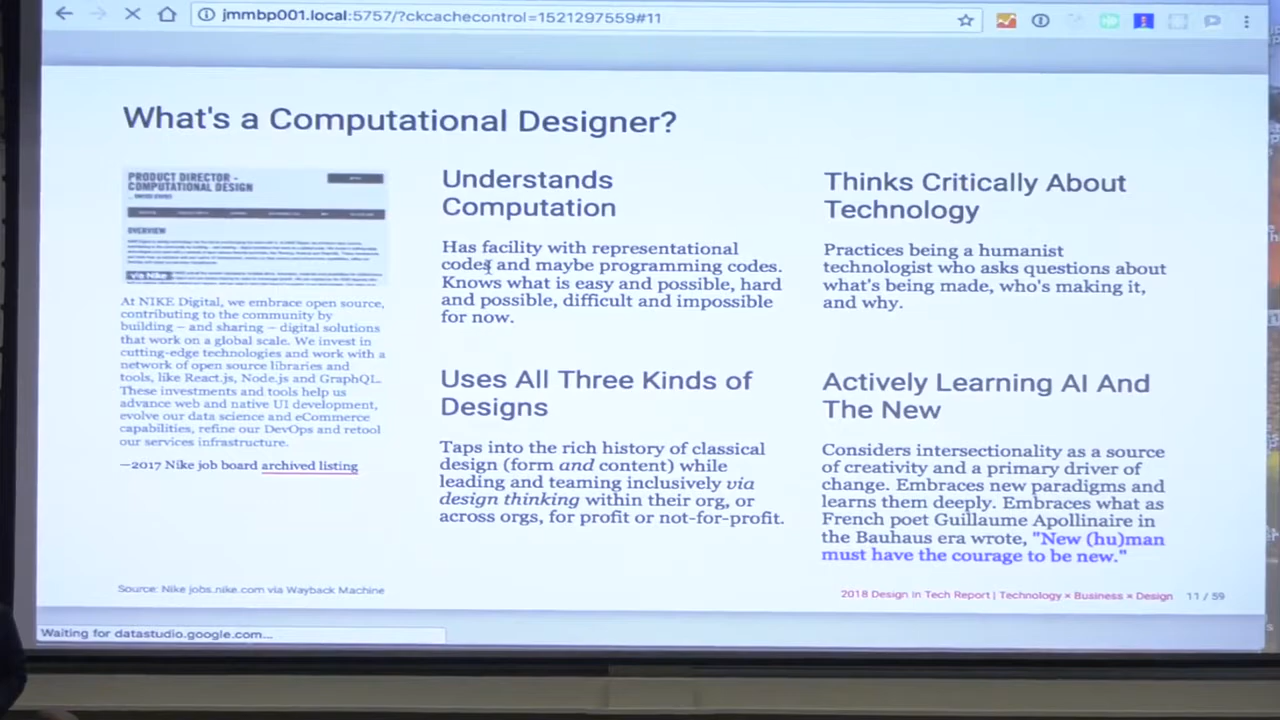 jmmbp001.local:5757/?ckcachecontrol=1521297559#11
What's a Computational Designer?
PRODUCT DIRECTOR -
COMPUTATIONAL DESIGN
OVERVIEW
via Nike
At NIKE Digital, we embrace open source,
contributing to the community by
building – and sharing – digital solutions
that work on a global scale. We invest in
cutting-edge technologies and work with a
network of open source libraries and
tools, like React.js, Node.js and GraphQL.
These investments and tools help us
advance web and native UI development,
evolve our data science and eCommerce
capabilities, refine our DevOps and retool
our services infrastructure.
—2017 Nike job board archived listing
Understands
Computation
Has facility with representational
codes and maybe programming codes.
Knows what is easy and possible, hard
and possible, difficult and impossible
for now.
Thinks Critically About
Technology
Practices being a humanist
technologist who asks questions about
what's being made, who's making it,
and why.
Uses All Three Kinds of
Designs
Taps into the rich history of classical
design (form and content) while
leading and teaming inclusively via
design thinking within their org, or
across orgs, for profit or not-for-profit.
Actively Learning AI And
The New
Considers intersectionality as a source
of creativity and a primary driver of
change. Embraces new paradigms and
learns them deeply. Embraces what as
French poet Guillaume Apollinaire in
the Bauhaus era wrote, "New (hu)man
must have the courage to be new."
Source: Nike jobs.nike.com via Wayback Machine
2018 Design in Tech Report | Technology × Business × Design 11 / 59
Waiting for datastudio.google.com...